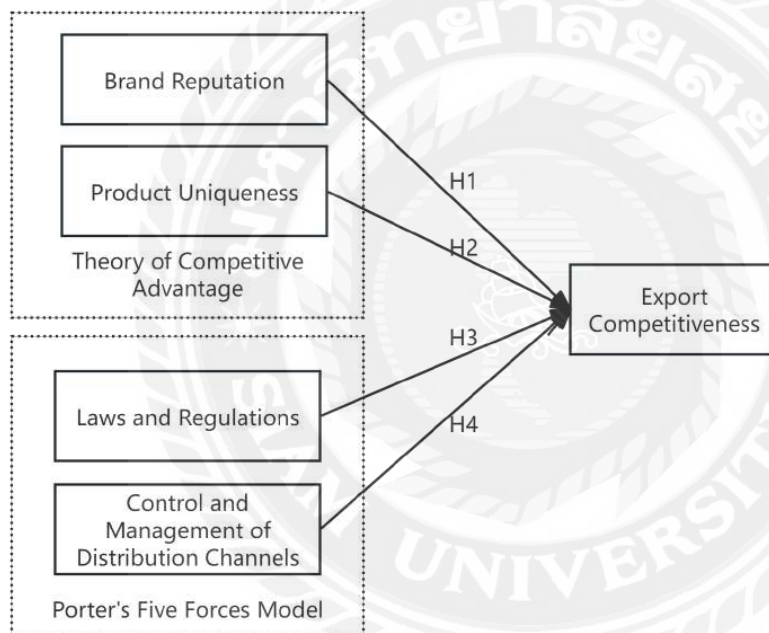 Brand Reputation
Product Uniqueness
Theory of Competitive
Advantage
H1
H2
Export
Competitiveness
H3
H4
Laws and Regulations
Control and
Management of
Distribution Channels
Porter's Five Forces Model
UNIVERSIT